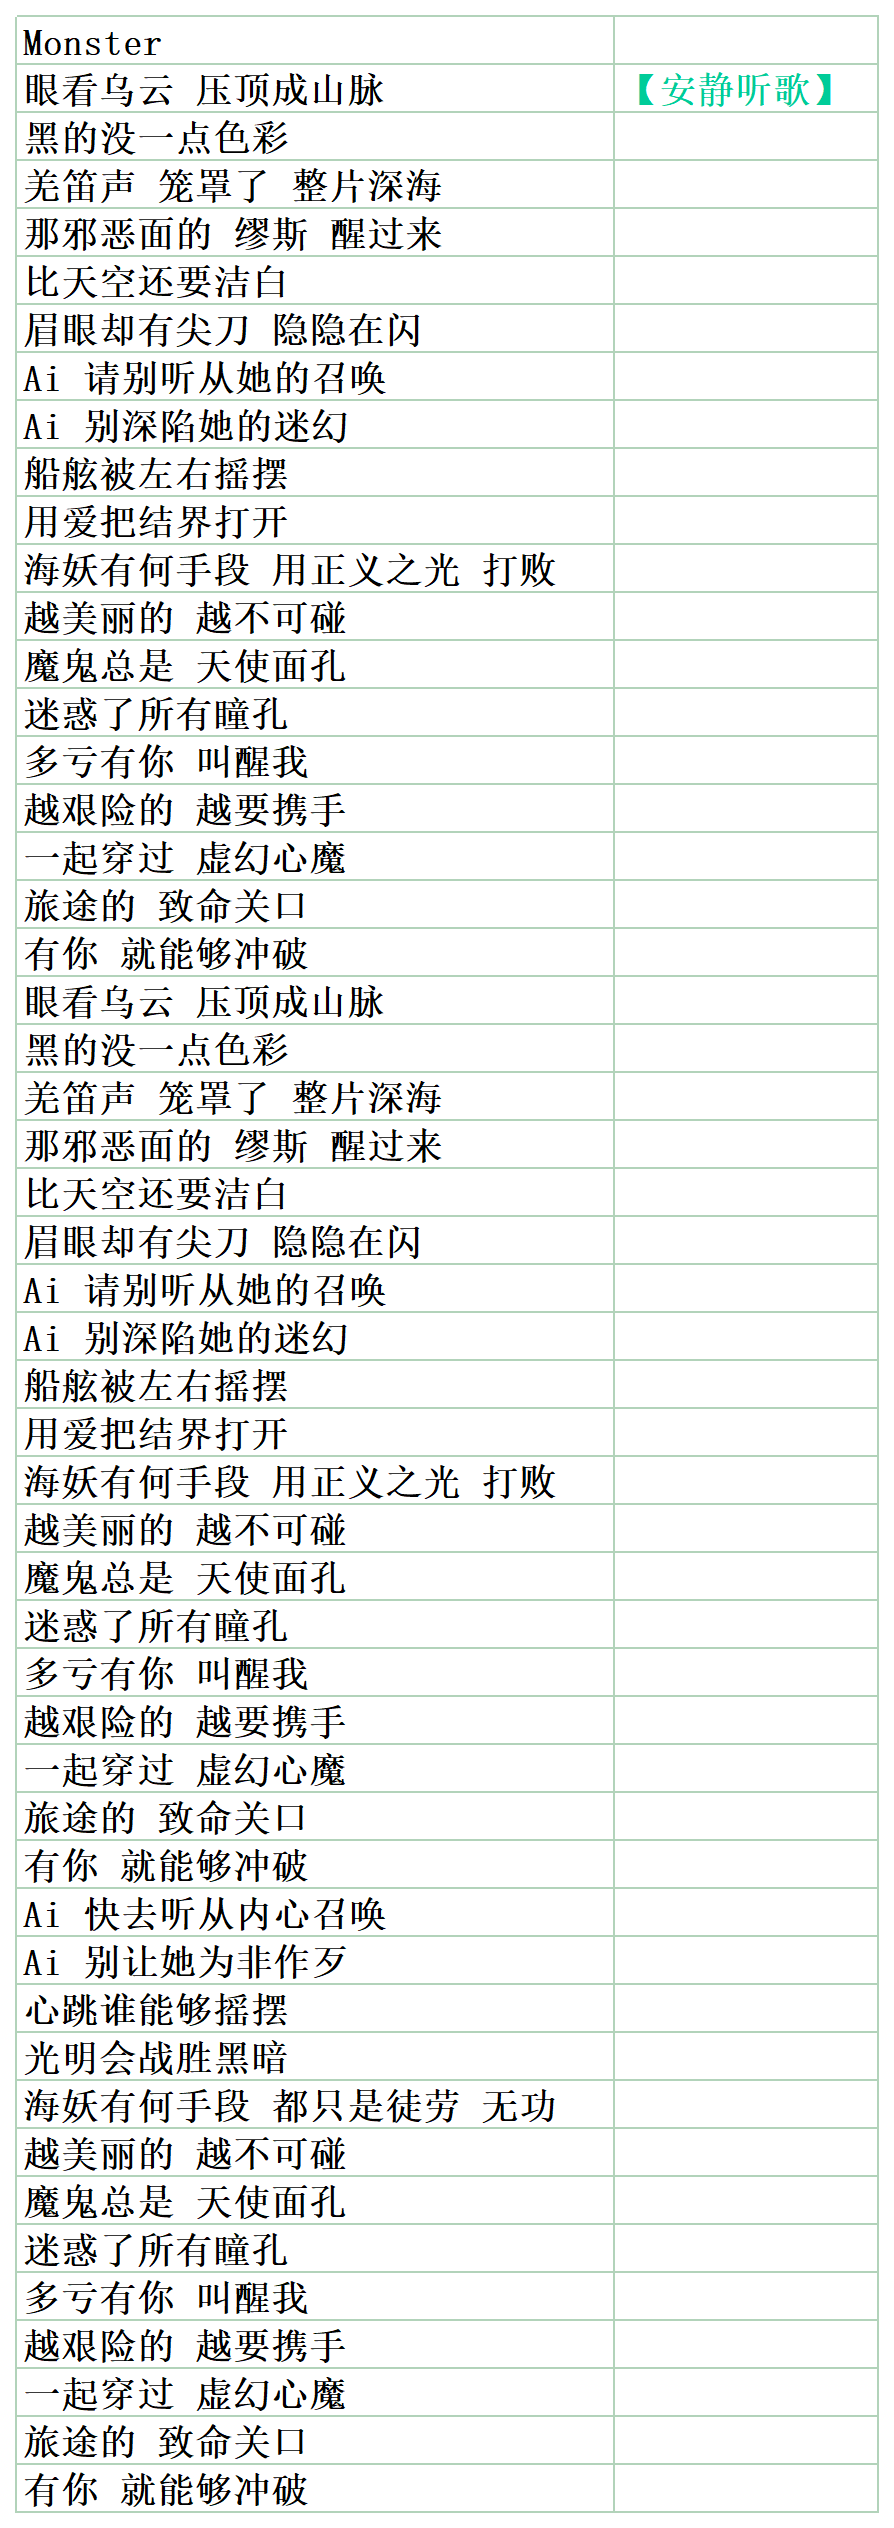 Monster
眼看乌云 压顶成山脉 【安静听歌】
黑的没一点色彩
羌笛声 笼罩了 整片深海
那邪恶面的 缪斯 醒过来
比天空还要洁白
眉眼却有尖刀 隐隐在闪
Ai 请别听从她的召唤
Ai 别深陷她的迷幻
船舷被左右摇摆
用爱把结界打开
海妖有何手段 用正义之光 打败
越美丽的 越不可碰
魔鬼总是 天使面孔
迷惑了所有瞳孔
多亏有你 叫醒我
越艰险的 越要携手
一起穿过 虚幻心魔
旅途的 致命关口
有你 就能够冲破
眼看乌云 压顶成山脉
黑的没一点色彩
羌笛声 笼罩了 整片深海
那邪恶面的 缪斯 醒过来
比天空还要洁白
眉眼却有尖刀 隐隐在闪
Ai 请别听从她的召唤
Ai 别深陷她的迷幻
船舷被左右摇摆
用爱把结界打开
海妖有何手段 用正义之光 打败
越美丽的 越不可碰
魔鬼总是 天使面孔
迷惑了所有瞳孔
多亏有你 叫醒我
越艰险的 越要携手
一起穿过 虚幻心魔
旅途的 致命关口
有你 就能够冲破
Ai 快去听从内心召唤
Ai 别让她为非作歹
心跳谁能够摇摆
光明会战胜黑暗
海妖有何手段 都只是徒劳 无功
越美丽的 越不可碰
魔鬼总是 天使面孔
迷惑了所有瞳孔
多亏有你 叫醒我
越艰险的 越要携手
一起穿过 虚幻心魔
旅途的 致命关口
有你 就能够冲破